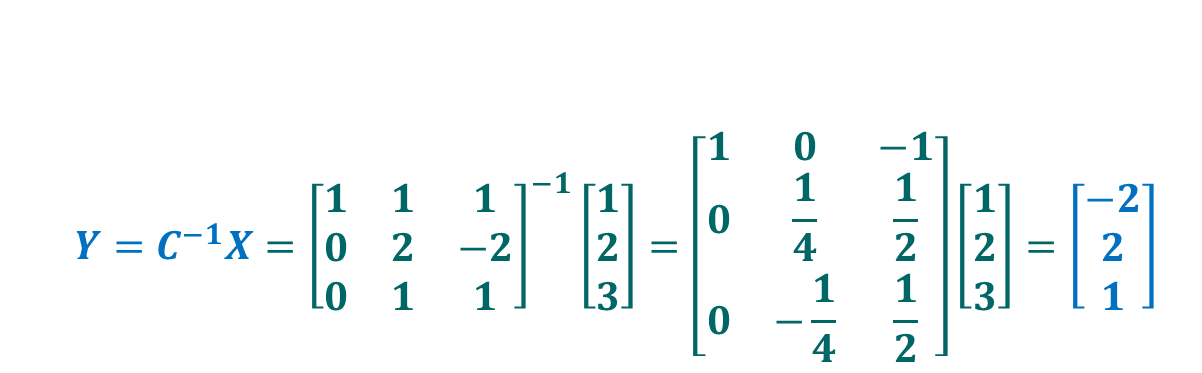 Y = C⁻¹X = [1 1 1; 0 2 −2; 0 1 1]⁻¹ [1; 2; 3] = [1 0 −1; 0 1/4 1/2; 0 −1/4 1/2] [1; 2; 3] = [−2; 2; 1]